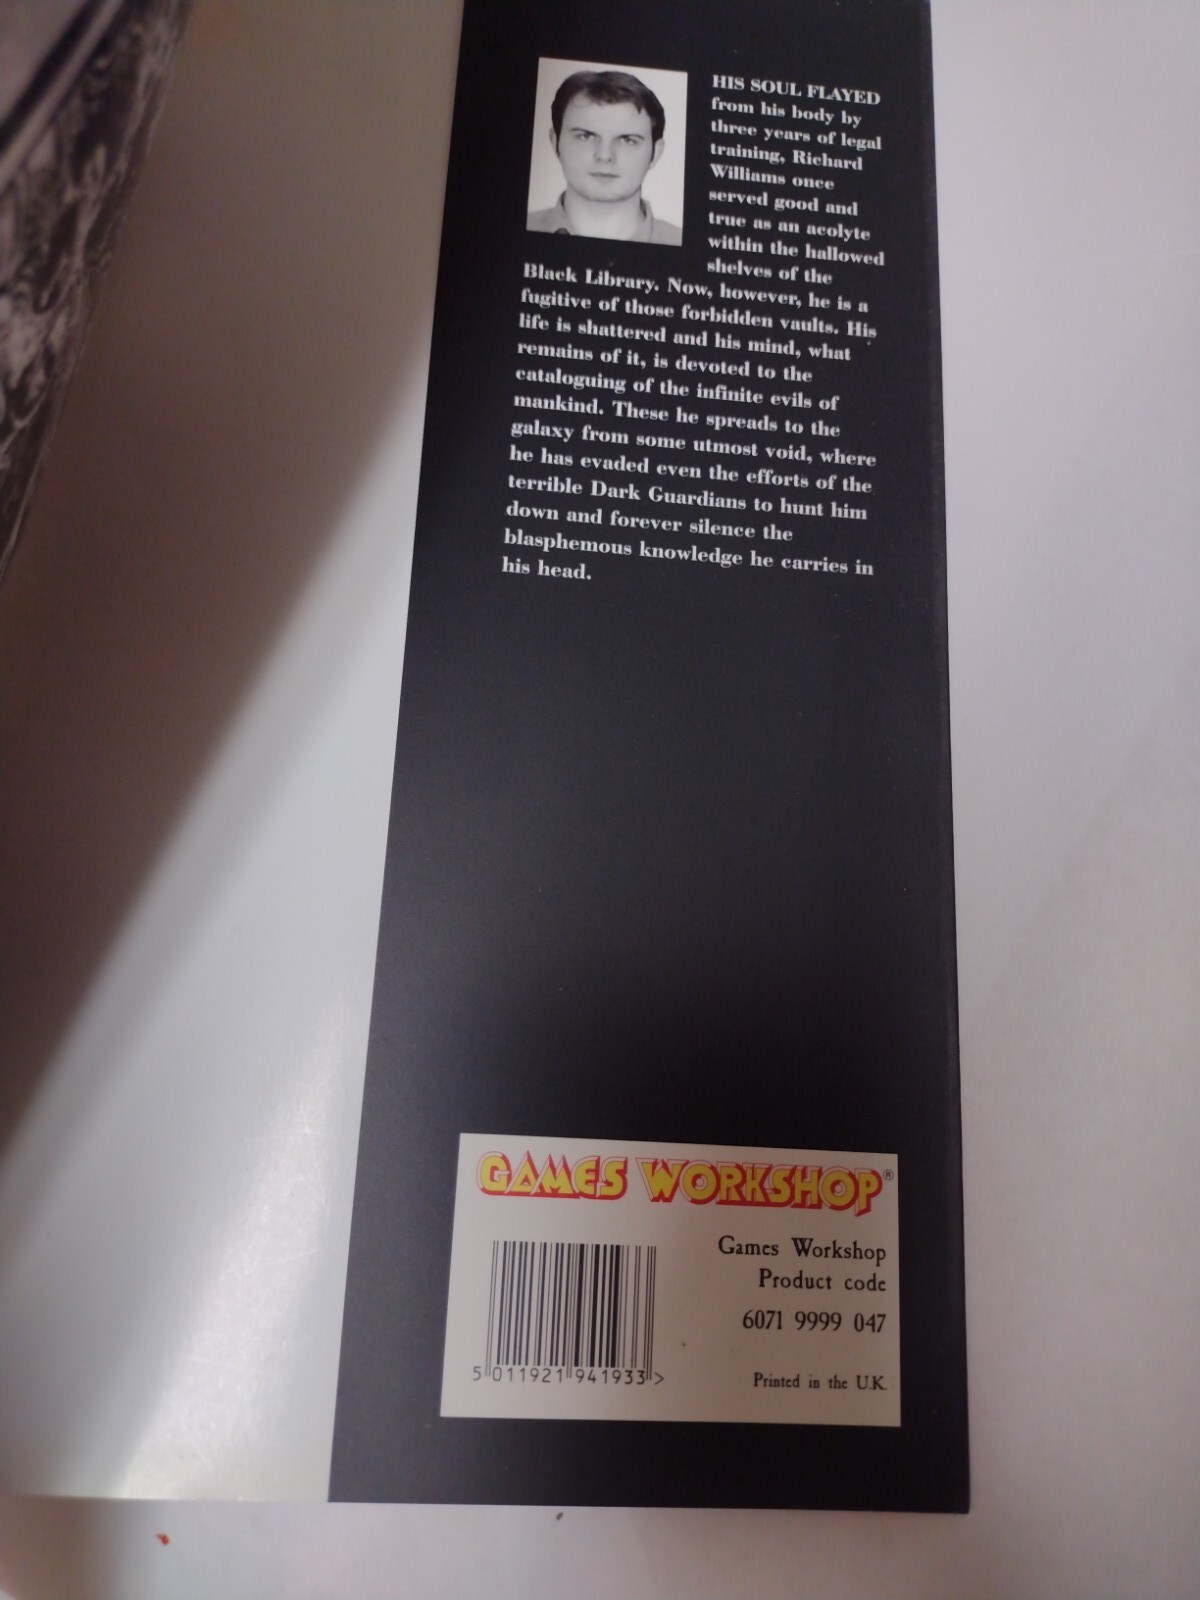 HIS SOUL FLAYED
from his body by
three years of legal
training, Richard
Williams once
served good and
true as an acolyte
within the hallowed
shelves of the
Black Library. Now, however, he is a
fugitive of those forbidden vaults. His
life is shattered and his mind, what
remains of it, is devoted to the
cataloguing of the infinite evils of
mankind. These he spreads to the
galaxy from some utmost void, where
he has evaded even the efforts of the
terrible Dark Guardians to hunt him
down and forever silence the
blasphemous knowledge he carries in
his head.
GAMES WORKSHOP®
Games Workshop
Product code
6071 9999 047
5 011921 941933 >
Printed in the U.K.